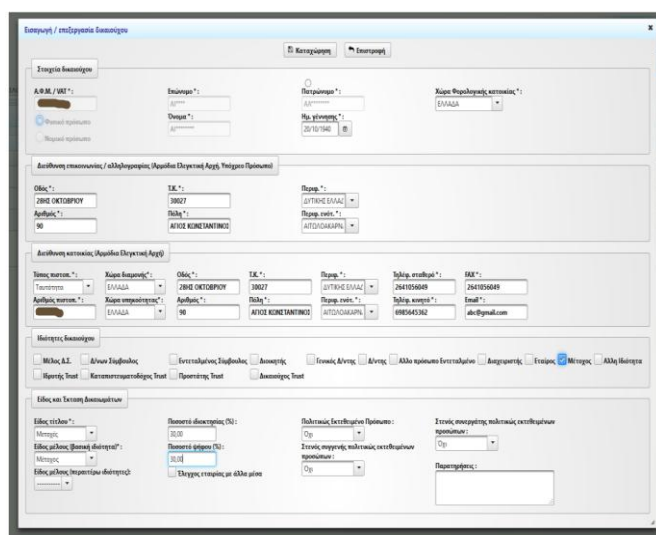 Εισαγωγή / επεξεργασία δικαιούχου
Καταχώρηση Επιστροφή
Στοιχεία δικαιούχου
Α.Φ.Μ. / VAT * : Επώνυμο * : Πατρώνυμο * : Χώρα Φορολογικής κατοικίας * :
ΕΛΛΑΔΑ
Φυσικό πρόσωπο Όνομα * : Ημ. γέννησης * :
Νομικό πρόσωπο 20/10/1940
Διεύθυνση επικοινωνίας / αλληλογραφίας (Αρμόδια Ελεγκτική Αρχή, Υπόχρεο Πρόσωπο)
Οδός * : Τ.Κ. * : Περιφ. * :
28ΗΣ ΟΚΤΩΒΡΙΟΥ 30027 ΔΥΤΙΚΗΣ ΕΛΛΑΔ
Αριθμός * : Πόλη * : Περιφ. ενότ. * :
90 ΑΓΙΟΣ ΚΩΝΣΤΑΝΤΙΝΟΣ ΑΙΤΩΛΟΑΚΑΡΝ
Διεύθυνση κατοικίας (Αρμόδια Ελεγκτική Αρχή)
Τύπος πιστοπ. * : Χώρα διαμονής * : Οδός * : Τ.Κ. * : Περιφ. * : Τηλέφ. σταθερό * : FAX * :
Ταυτότητα ΕΛΛΑΔΑ 28ΗΣ ΟΚΤΩΒΡΙΟΥ 30027 ΔΥΤΙΚΗΣ ΕΛΛΑΔ 2641056049 2641056049
Αριθμός πιστοπ. * : Χώρα υπηκοότητας * : Αριθμός * : Πόλη * : Περιφ. ενότ. * : Τηλέφ. κινητό * : Email * :
ΕΛΛΑΔΑ 90 ΑΓΙΟΣ ΚΩΝΣΤΑΝΤΙΝΟΣ ΑΙΤΩΛΟΑΚΑΡΝ 6985645362 abc@gmail.com
Ιδιότητες δικαιούχου
Μέλος Δ.Σ. Δ/νων Σύμβουλος Εντεταλμένος Σύμβουλος Διοικητής Γενικός Δ/ντης Δ/ντης Άλλο πρόσωπο Εντεταλμένο Διαχειριστής Εταίρος Μέτοχος Άλλη Ιδιότητα
Ιδρυτής Trust Καταπιστευματοδόχος Trust Προστάτης Trust Δικαιούχος Trust
Είδος και Έκταση Δικαιωμάτων
Είδος τίτλου * : Ποσοστό ιδιοκτησίας (%) : Πολιτικώς Εκτεθειμένο Πρόσωπο : Στενός συνεργάτης πολιτικώς εκτεθειμένων
Μετοχές 30,00 Όχι προσώπων :
Είδος μέλους (βασική ιδιότητα)* : Ποσοστό ψήφου (%) : Στενός συγγενής πολιτικώς εκτεθειμένων Όχι
Μέτοχος 30,00 προσώπων :
Είδος μέλους (περαιτέρω ιδιότητες): Έλεγχος εταιρίας με άλλα μέσα Όχι Παρατηρήσεις :
----------